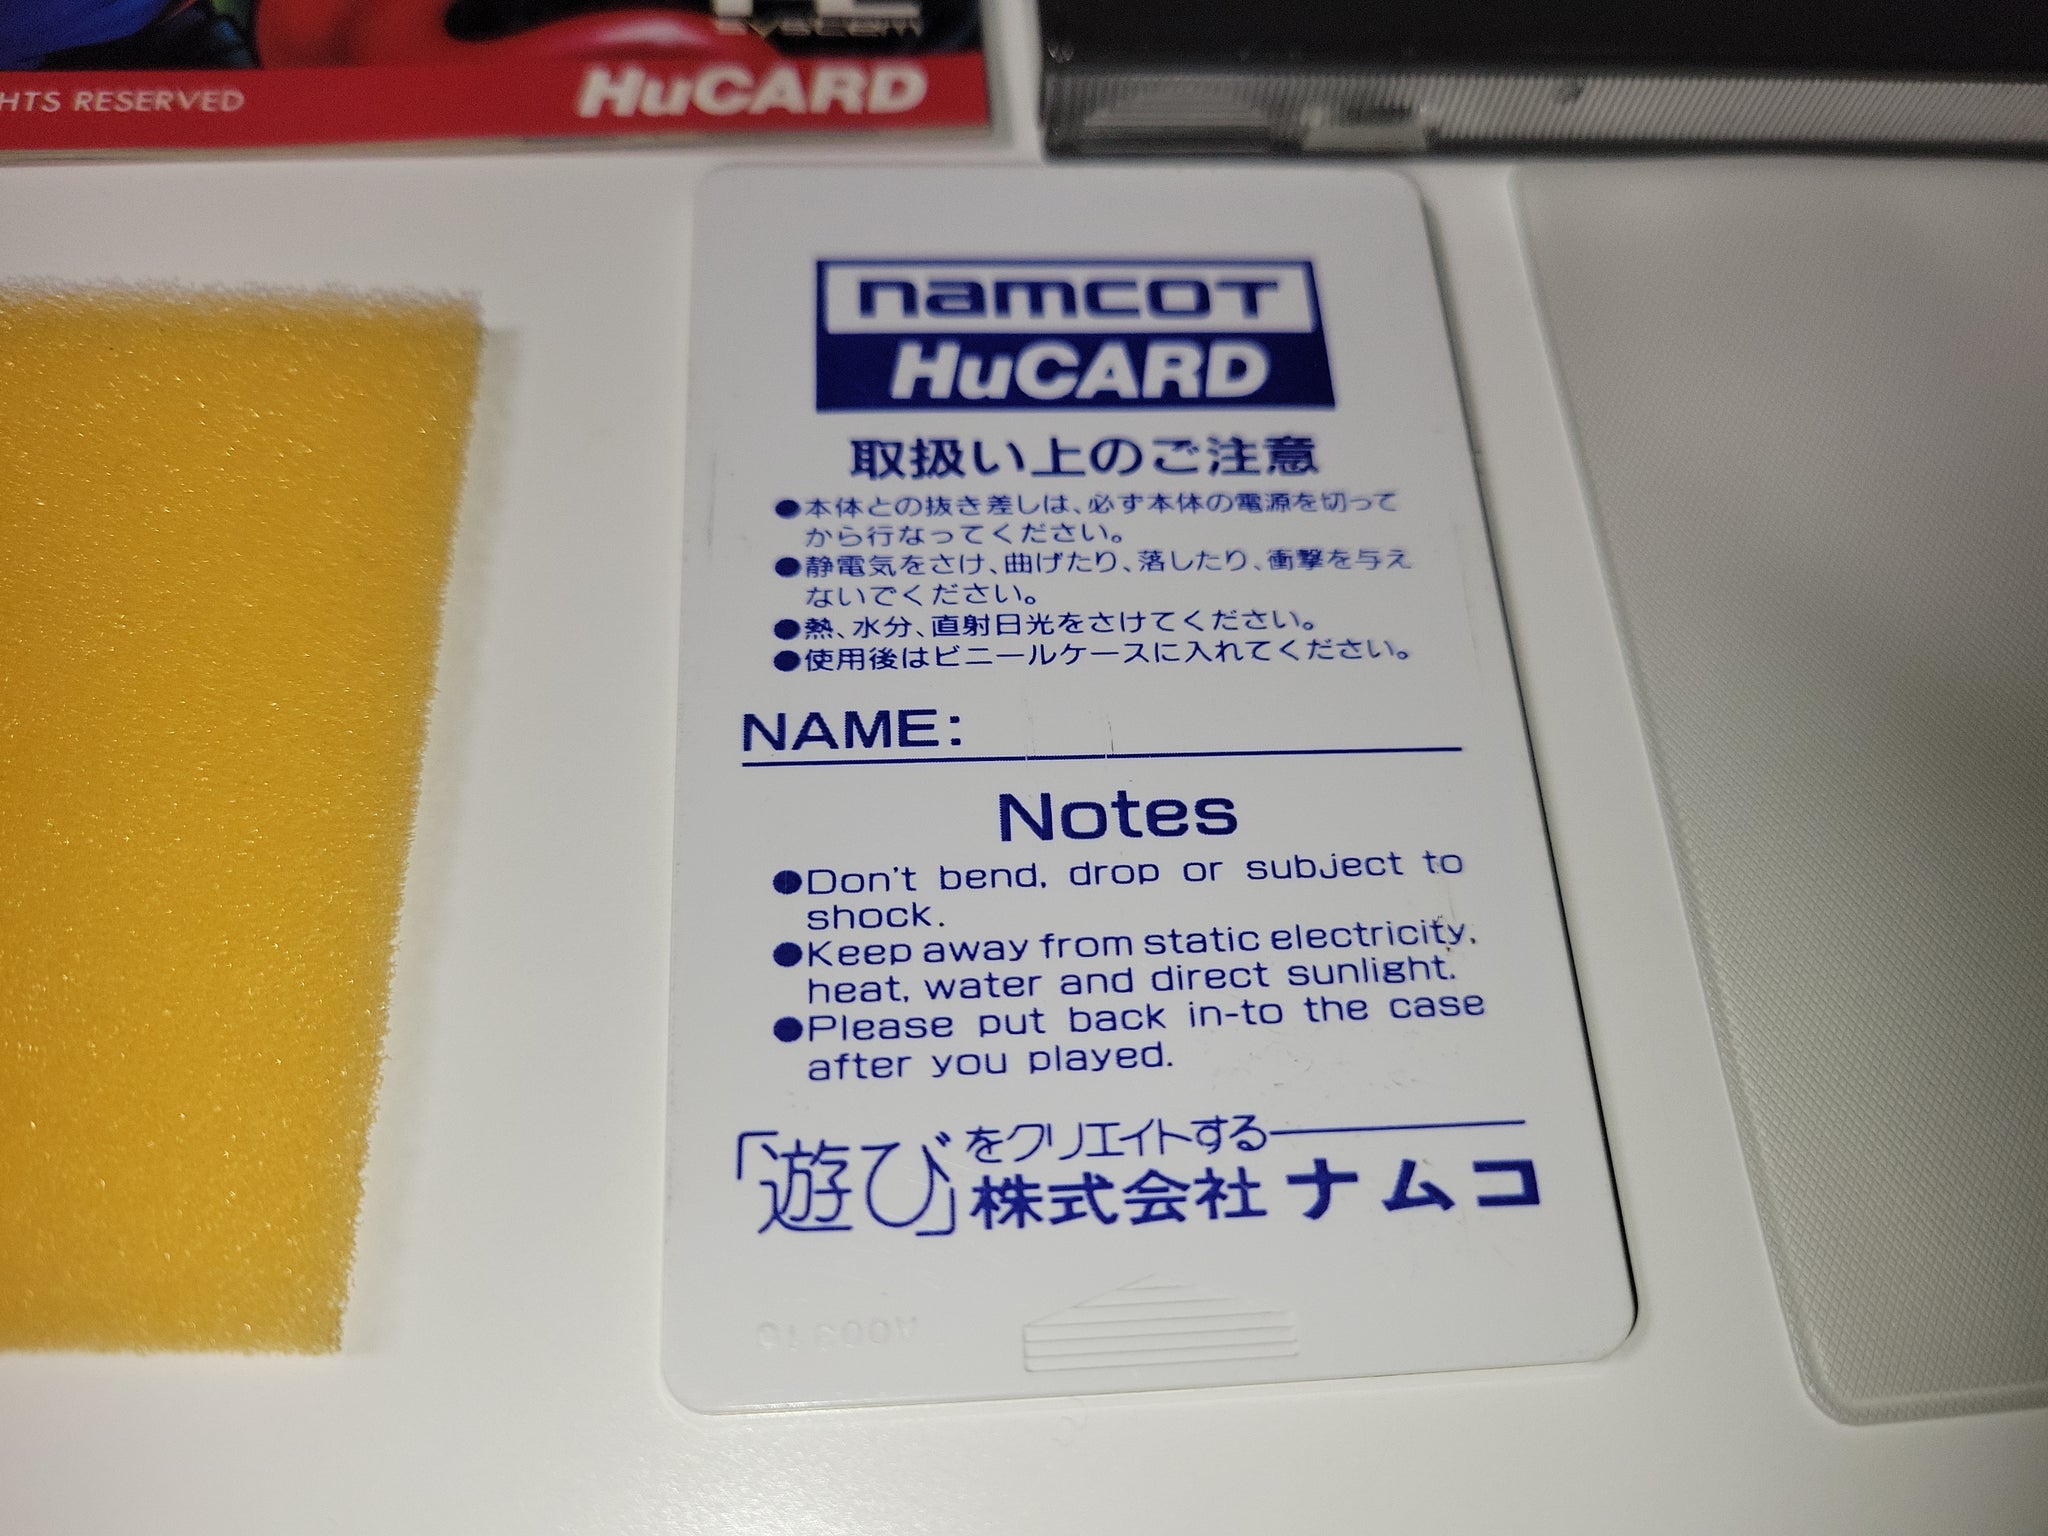 system
HTS RESERVED
HuCARD
namcoT
HuCARD
取扱い上のご注意
●本体との抜き差しは、必ず本体の電源を切って
から行なってください。
●静電気をさけ、曲げたり、落したり、衝撃を与え
ないでください。
●熱、水分、直射日光をさけてください。
●使用後はビニールケースに入れてください。
NAME:
Notes
●Don't bend, drop or subject to
shock.
●Keep away from static electricity,
heat, water and direct sunlight.
●Please put back in-to the case
after you played.
「遊び」をクリエイトする
株式会社ナムコ